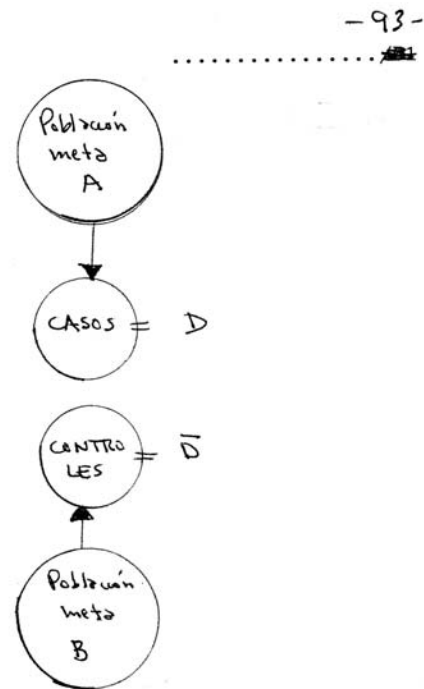 - 93 -
Población
meta
A
CASOS = D
CONTRO
LES = D̅
Población
meta
B